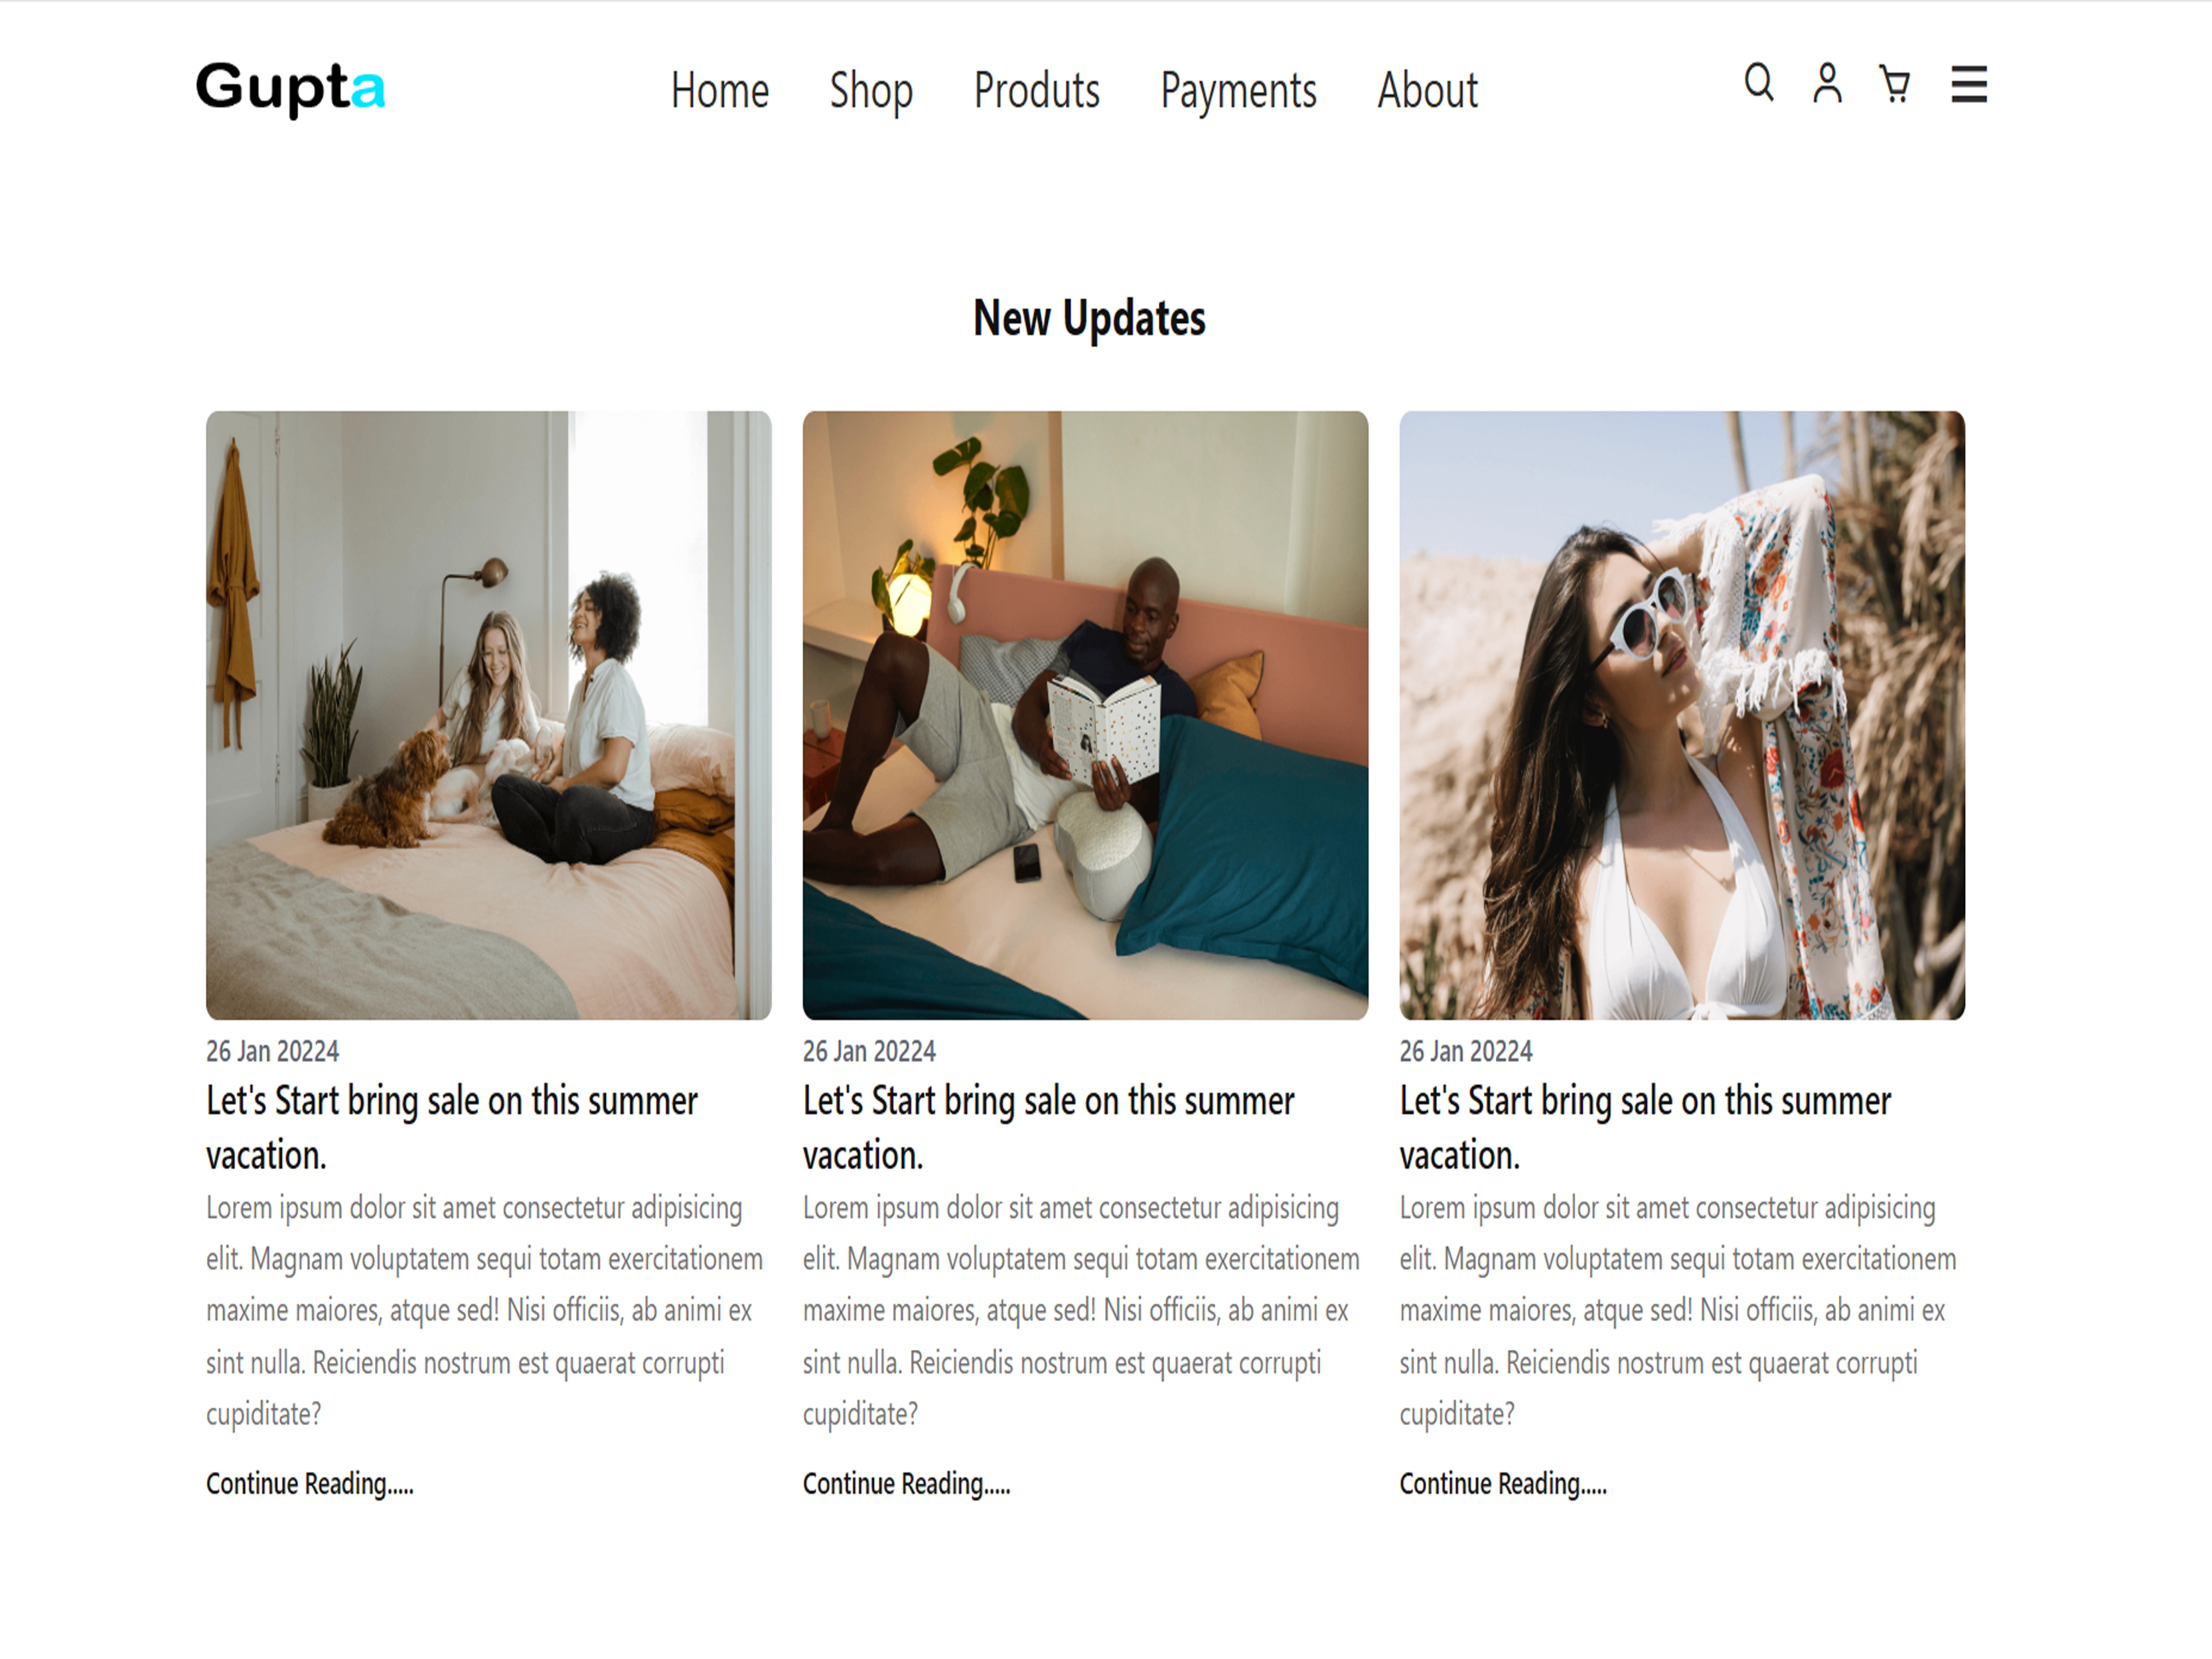 Gupta
Home Shop Produts Payments About
New Updates
26 Jan 20224
Let's Start bring sale on this summer
vacation.
Lorem ipsum dolor sit amet consectetur adipisicing
elit. Magnam voluptatem sequi totam exercitationem
maxime maiores, atque sed! Nisi officiis, ab animi ex
sint nulla. Reiciendis nostrum est quaerat corrupti
cupiditate?
Continue Reading.....
26 Jan 20224
Let's Start bring sale on this summer
vacation.
Lorem ipsum dolor sit amet consectetur adipisicing
elit. Magnam voluptatem sequi totam exercitationem
maxime maiores, atque sed! Nisi officiis, ab animi ex
sint nulla. Reiciendis nostrum est quaerat corrupti
cupiditate?
Continue Reading.....
26 Jan 20224
Let's Start bring sale on this summer
vacation.
Lorem ipsum dolor sit amet consectetur adipisicing
elit. Magnam voluptatem sequi totam exercitationem
maxime maiores, atque sed! Nisi officiis, ab animi ex
sint nulla. Reiciendis nostrum est quaerat corrupti
cupiditate?
Continue Reading.....